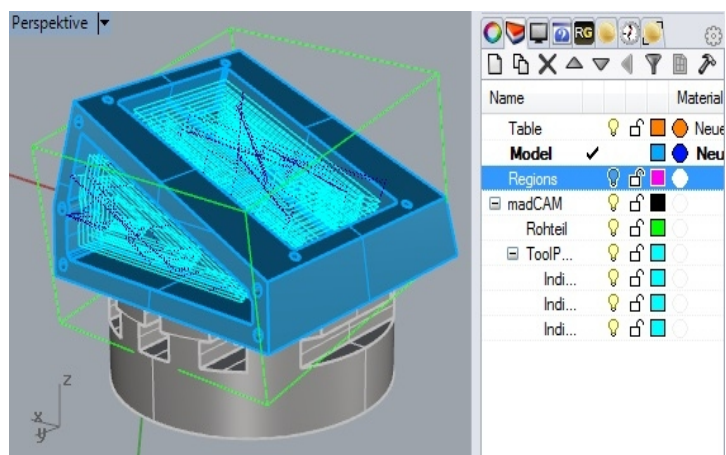 Perspektive
RG
Name Material
Table Neue
Model Neu
Regions
madCAM
Rohteil
ToolP...
Indi...
Indi...
Indi...
z
x
y